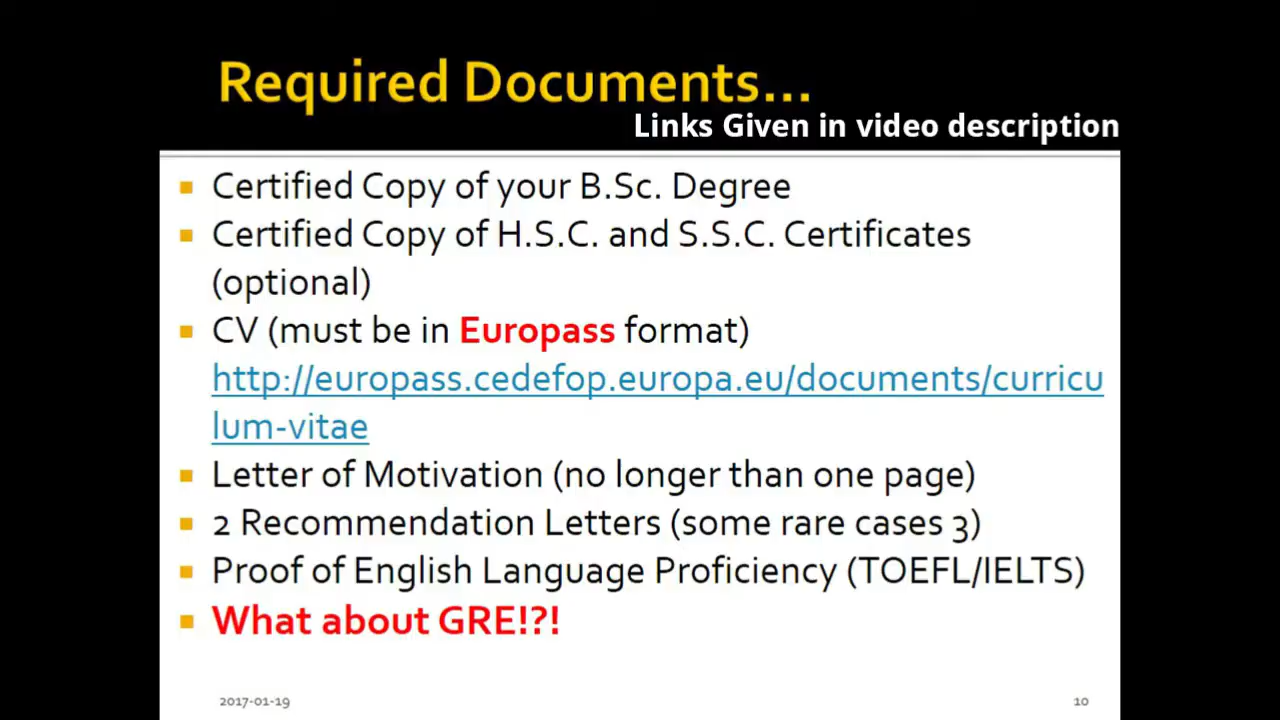 Required Documents...
Links Given in video description
Certified Copy of your B.Sc. Degree
Certified Copy of H.S.C. and S.S.C. Certificates
(optional)
CV (must be in Europass format)
http://europass.cedefop.europa.eu/documents/curricu
lum-vitae
Letter of Motivation (no longer than one page)
2 Recommendation Letters (some rare cases 3)
Proof of English Language Proficiency (TOEFL/IELTS)
What about GRE!?!
2017-01-19
10